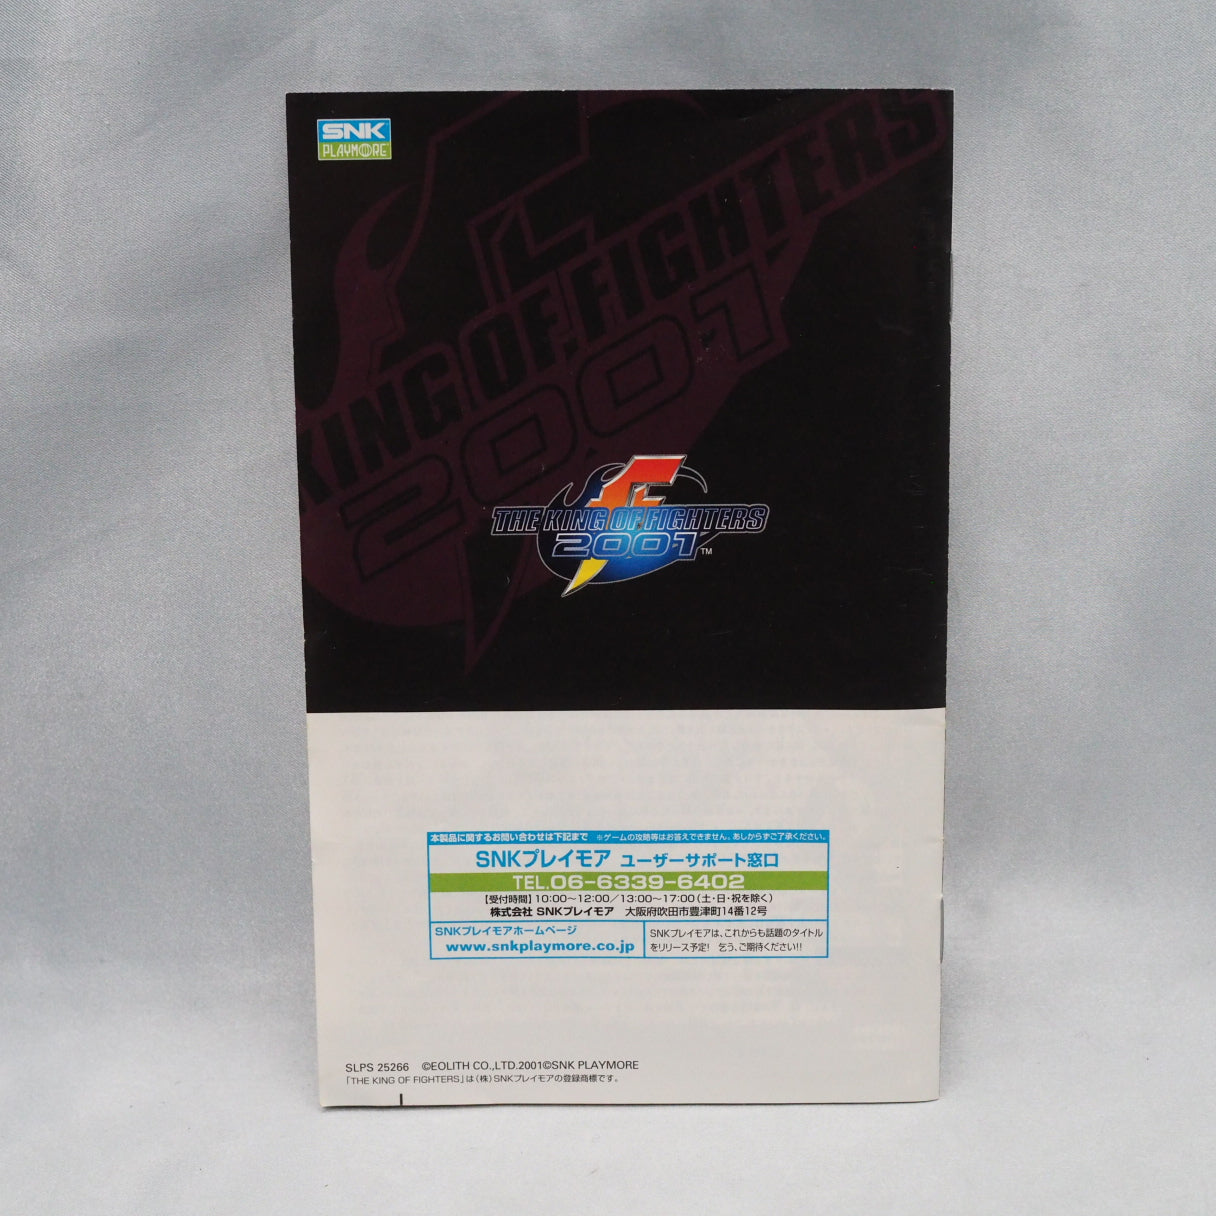 SNK
PLAYMORE
KING OF FIGHTERS
2001
THE KING OF FIGHTERS
2001™
本製品に関するお問い合わせは下記まで ※ゲームの攻略等はお答えできません。あしからずご了承ください。
SNKプレイモア ユーザーサポート窓口
TEL.06-6339-6402
【受付時間】10:00～12:00／13:00～17:00(土・日・祝を除く)
株式会社 SNKプレイモア 大阪府吹田市豊津町14番12号
SNKプレイモアホームページ
www.snkplaymore.co.jp
SNKプレイモアは、これからも話題のタイトル
をリリース予定! 乞う、ご期待ください!!
SLPS 25266 ©EOLITH CO.,LTD.2001©SNK PLAYMORE
「THE KING OF FIGHTERS」は(株)SNKプレイモアの登録商標です。